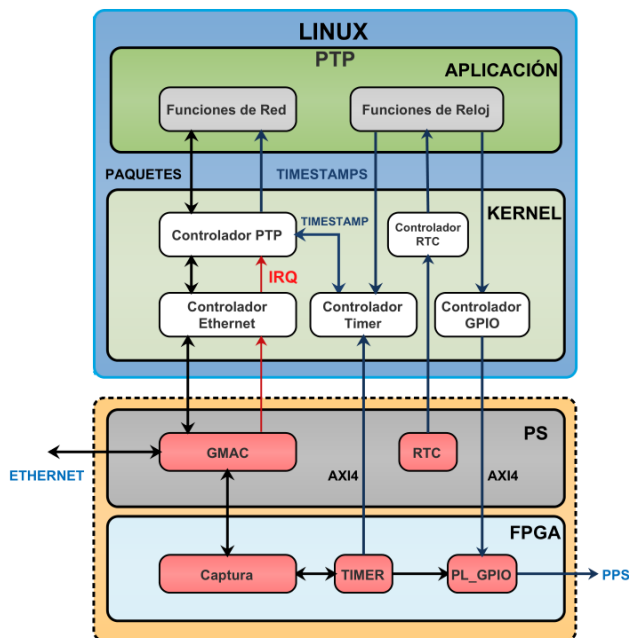 LINUX
PTP
APLICACIÓN
Funciones de Red
Funciones de Reloj
PAQUETES
TIMESTAMPS
KERNEL
TIMESTAMP
Controlador PTP
Controlador
RTC
IRQ
Controlador
Ethernet
Controlador
Timer
Controlador
GPIO
PS
GMAC
RTC
ETHERNET
AXI4
AXI4
FPGA
Captura
TIMER
PL_GPIO
PPS